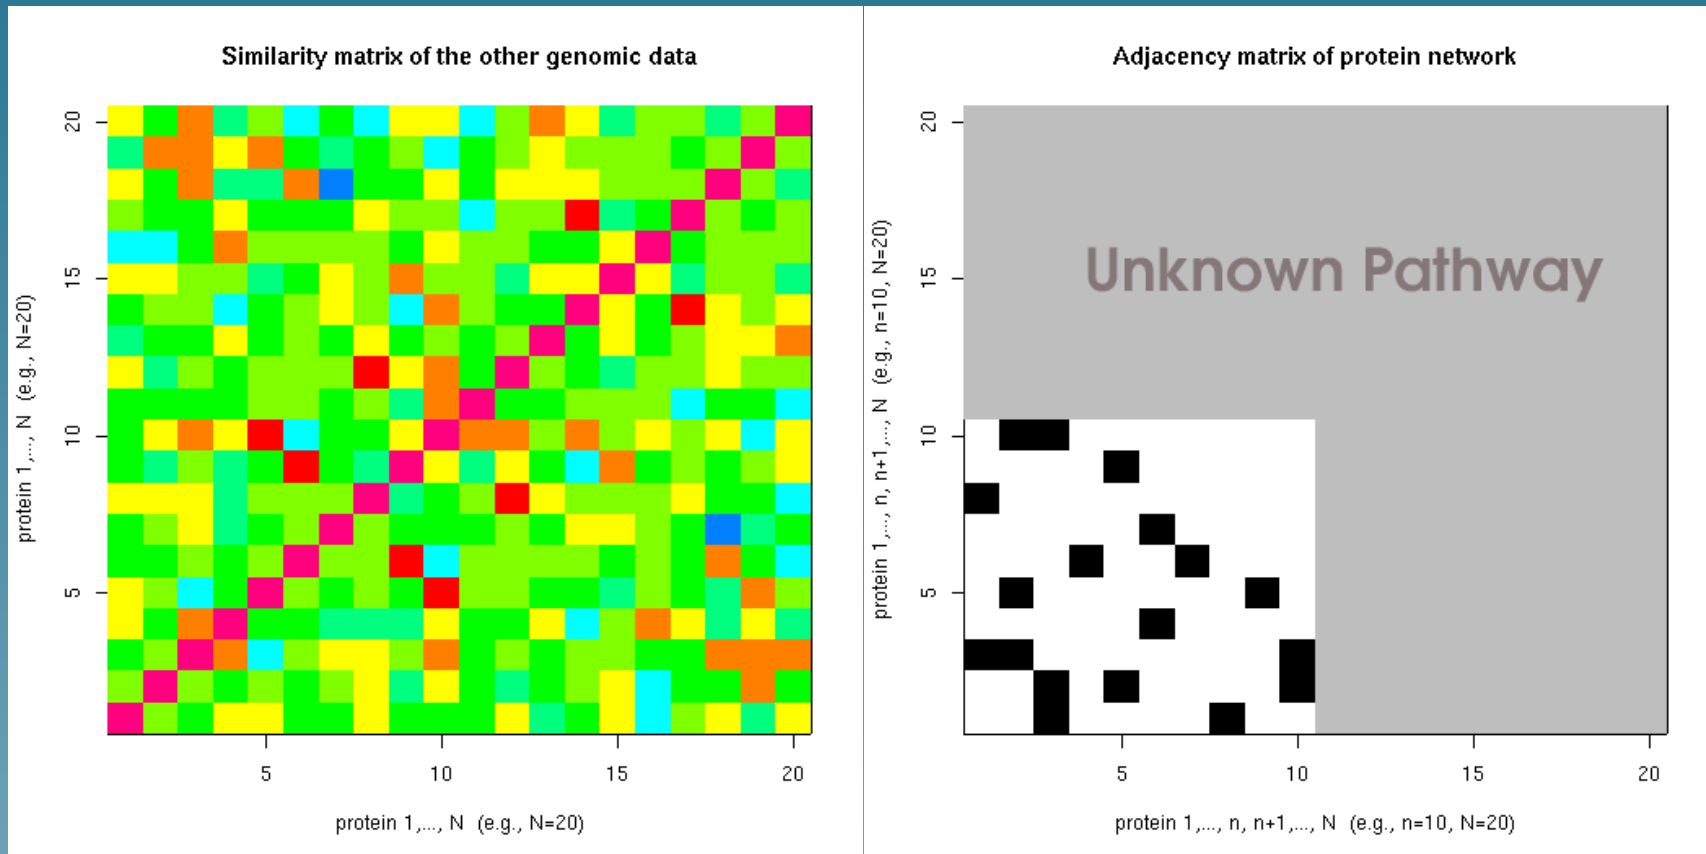 Similarity matrix of the other genomic data
20
15
10
5
protein 1,..., N  (e.g., N=20)
5 10 15 20
protein 1,..., N  (e.g., N=20)
Adjacency matrix of protein network
20
15
10
5
protein 1,..., n, n+1,..., N  (e.g., n=10, N=20)
Unknown Pathway
5 10 15 20
protein 1,..., n, n+1,..., N  (e.g., n=10, N=20)